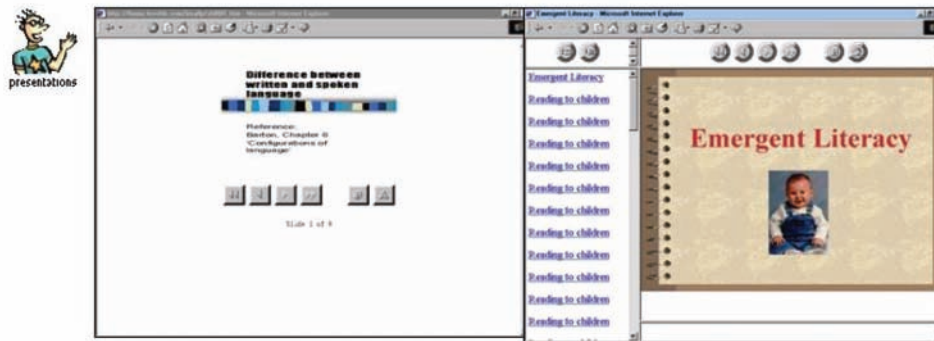 presentations
Difference between
written and spoken
language
Reference:
Barton, Chapter 6
'Configurations of
language'
Slide 1 of
Emergent Literacy - Microsoft Internet Explorer
Emergent Literacy
Reading to children
Reading to children
Reading to children
Reading to children
Reading to children
Reading to children
Reading to children
Reading to children
Reading to children
Reading to children
Reading to children
Emergent Literacy